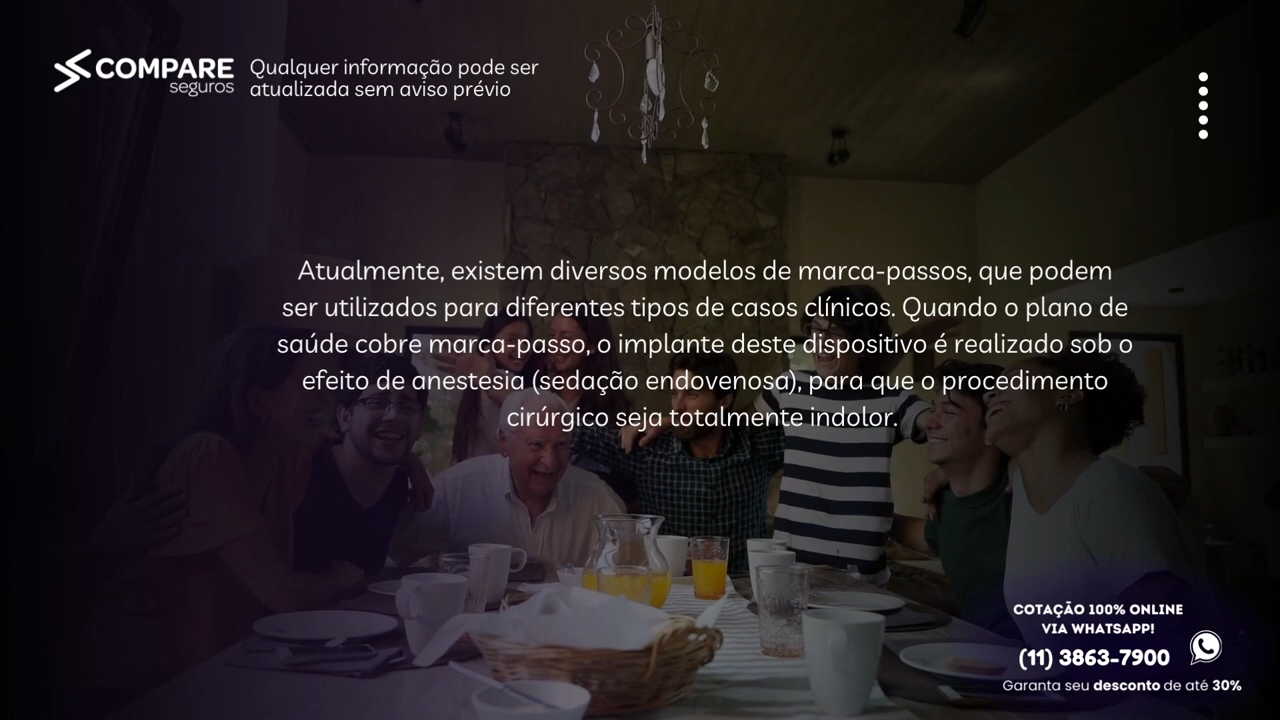 COMPARE
seguros
Qualquer informação pode ser
atualizada sem aviso prévio
Atualmente, existem diversos modelos de marca-passos, que podem
ser utilizados para diferentes tipos de casos clínicos. Quando o plano de
saúde cobre marca-passo, o implante deste dispositivo é realizado sob o
efeito de anestesia (sedação endovenosa), para que o procedimento
cirúrgico seja totalmente indolor.
COTAÇÃO 100% ONLINE
VIA WHATSAPP!
(11) 3863-7900
Garanta seu desconto de até 30%